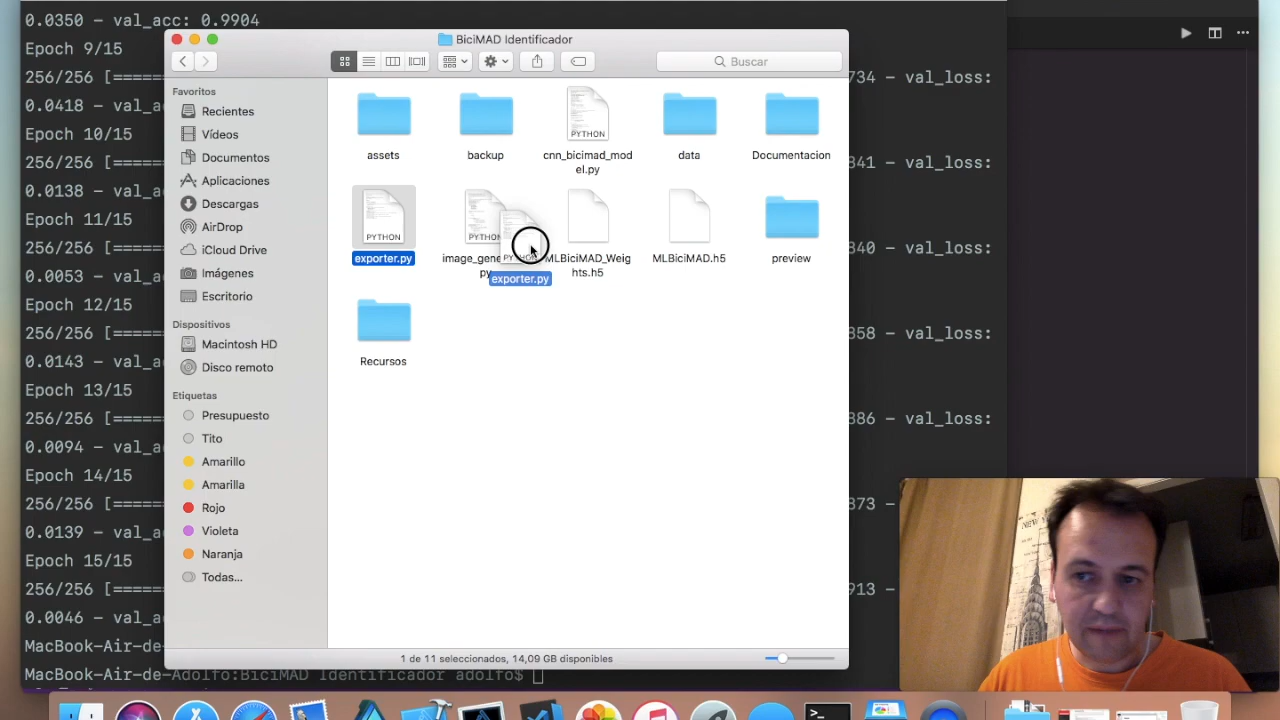 0.0350 – val_acc: 0.9904
Epoch 9/15
256/256 [=====
734 – val_loss:
0.0418 – val_a
Epoch 10/15
256/256 [=====
841 – val_loss:
0.0138 – val_a
Epoch 11/15
256/256 [=====
840 – val_loss:
0.0053 – val_a
Epoch 12/15
256/256 [=====
858 – val_loss:
0.0143 – val_a
Epoch 13/15
256/256 [=====
886 – val_loss:
0.0094 – val_a
Epoch 14/15
256/256 [=====
873 –
0.0139 – val_a
Epoch 15/15
256/256 [=====
913 –
0.0046 – val_a
MacBook-Air-de-
MacBook-Air-de-Adolfo:BiciMAD Identificador adolfo$
BiciMAD Identificador
Buscar
Favoritos
Recientes
Vídeos
Documentos
Aplicaciones
Descargas
AirDrop
iCloud Drive
Imágenes
Escritorio
Dispositivos
Macintosh HD
Disco remoto
Etiquetas
Presupuesto
Tito
Amarillo
Amarilla
Rojo
Violeta
Naranja
Todas...
PYTHON
assets
backup
cnn_bicimad_mod
el.py
data
Documentacion
PYTHON
PYTHON
exporter.py
image_gene
py
exporter.py
MLBiciMAD_Weig
hts.h5
MLBiciMAD.h5
preview
Recursos
1 de 11 seleccionados, 14,09 GB disponibles